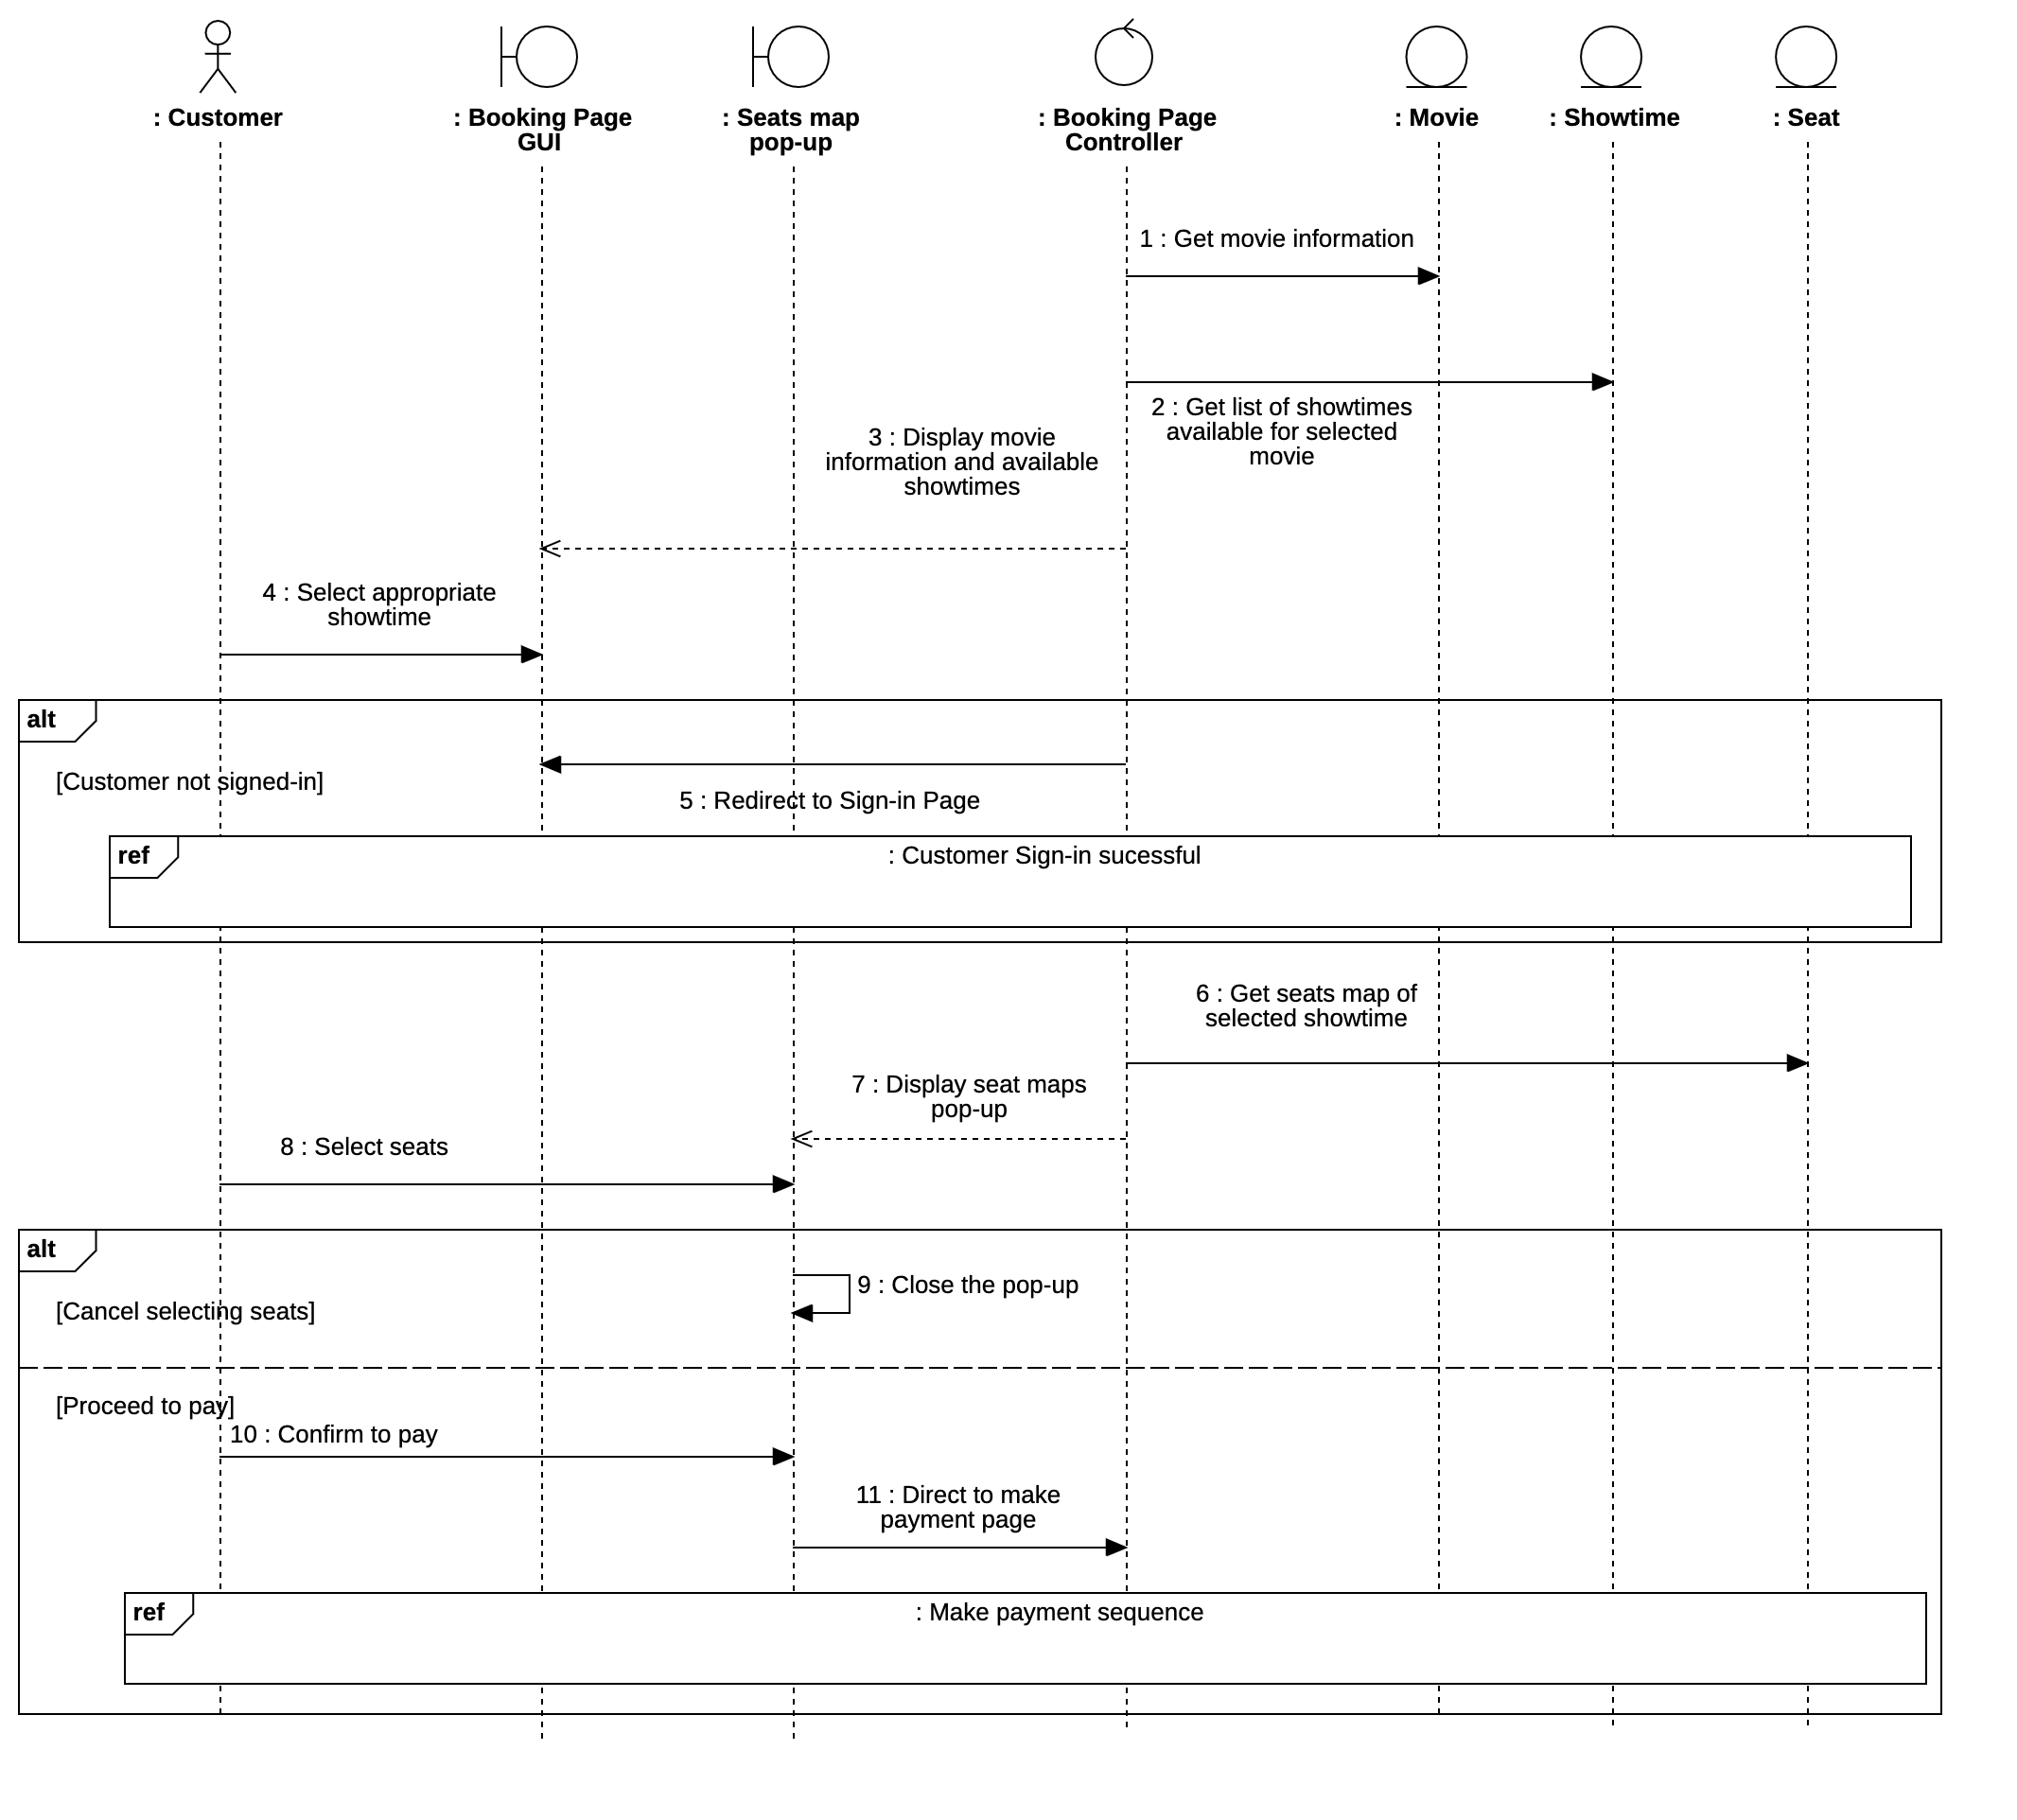 : Customer
: Booking Page
GUI
: Seats map
pop-up
: Booking Page
Controller
: Movie
: Showtime
: Seat
1 : Get movie information
2 : Get list of showtimes
available for selected
movie
3 : Display movie
information and available
showtimes
4 : Select appropriate
showtime
alt
[Customer not signed-in]
5 : Redirect to Sign-in Page
ref
: Customer Sign-in sucessful
6 : Get seats map of
selected showtime
7 : Display seat maps
pop-up
8 : Select seats
alt
9 : Close the pop-up
[Cancel selecting seats]
[Proceed to pay]
10 : Confirm to pay
11 : Direct to make
payment page
ref
: Make payment sequence